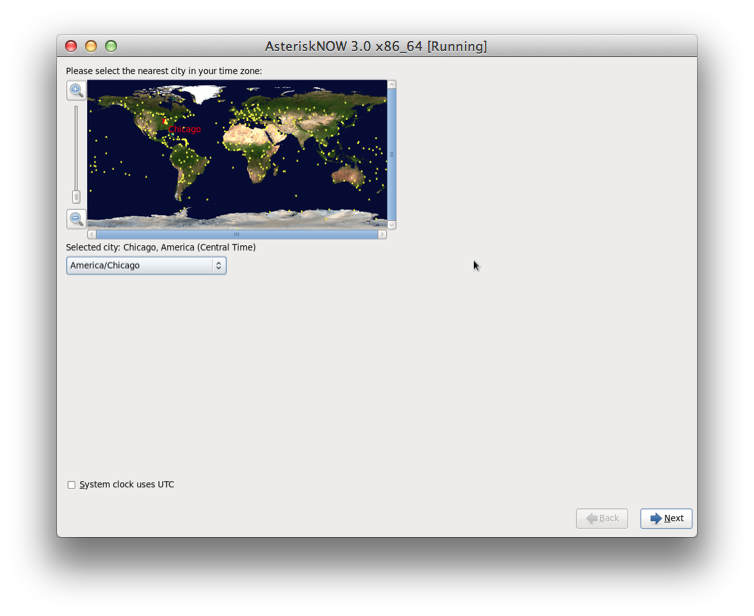 AsteriskNOW 3.0 x86_64 [Running]
Please select the nearest city in your time zone:
Chicago
Selected city: Chicago, America (Central Time)
America/Chicago
System clock uses UTC
Back
Next